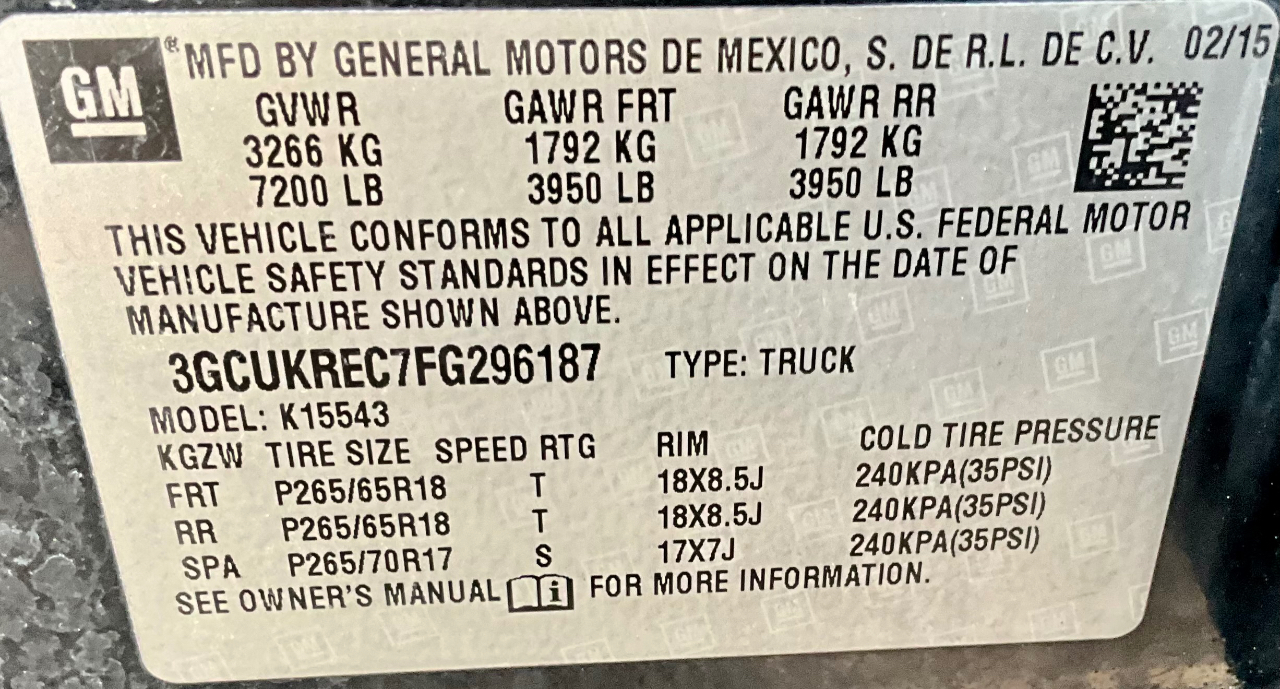 GM ® MFD BY GENERAL MOTORS DE MEXICO, S. DE R.L. DE C.V. 02/15
GVWR GAWR FRT GAWR RR
3266 KG 1792 KG 1792 KG
7200 LB 3950 LB 3950 LB
THIS VEHICLE CONFORMS TO ALL APPLICABLE U.S. FEDERAL MOTOR
VEHICLE SAFETY STANDARDS IN EFFECT ON THE DATE OF
MANUFACTURE SHOWN ABOVE.
3GCUKREC7FG296187 TYPE: TRUCK
MODEL: K15543
KGZW TIRE SIZE SPEED RTG RIM COLD TIRE PRESSURE
FRT P265/65R18 T 18X8.5J 240KPA(35PSI)
RR P265/65R18 T 18X8.5J 240KPA(35PSI)
SPA P265/70R17 S 17X7J 240KPA(35PSI)
SEE OWNER'S MANUAL i FOR MORE INFORMATION.